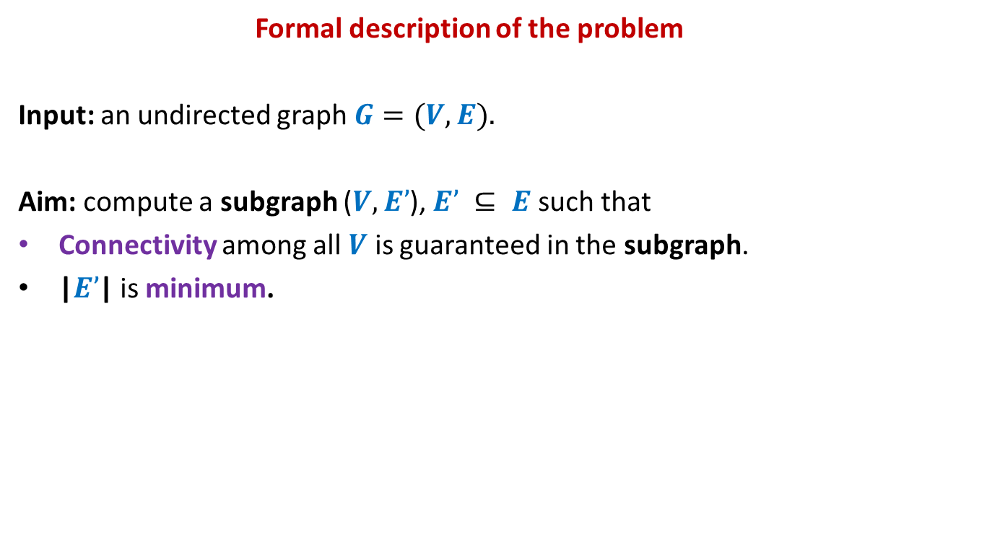 Formal description of the problem
Input: an undirected graph G = (V, E).
Aim: compute a subgraph (V, E’), E’ ⊆ E such that
• Connectivity among all V is guaranteed in the subgraph.
• |E’| is minimum.